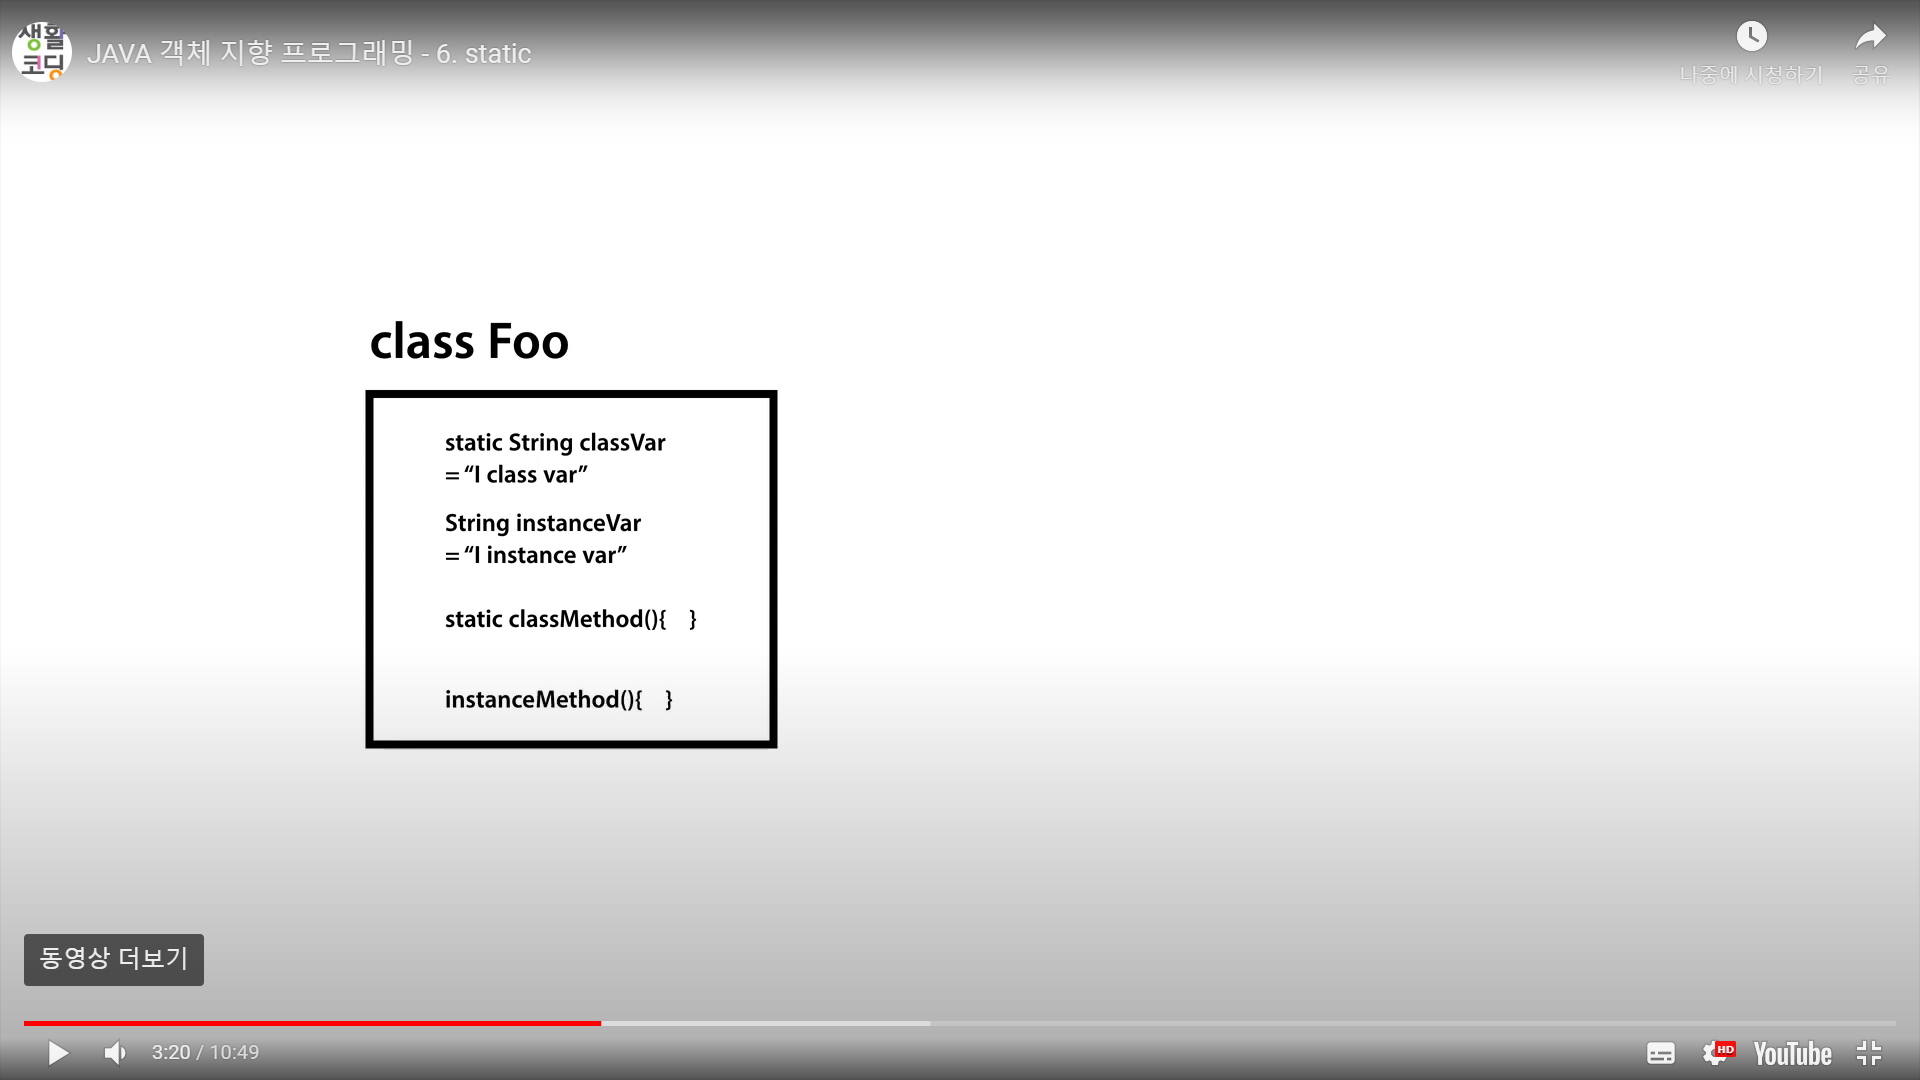 생활
코딩
JAVA 객체 지향 프로그래밍 - 6. static
나중에 시청하기
공유
class Foo
static String classVar
= “I class var”
String instanceVar
= “I instance var”
static classMethod(){ }
instanceMethod(){ }
동영상 더보기
3:20 / 10:49
HD
YouTube